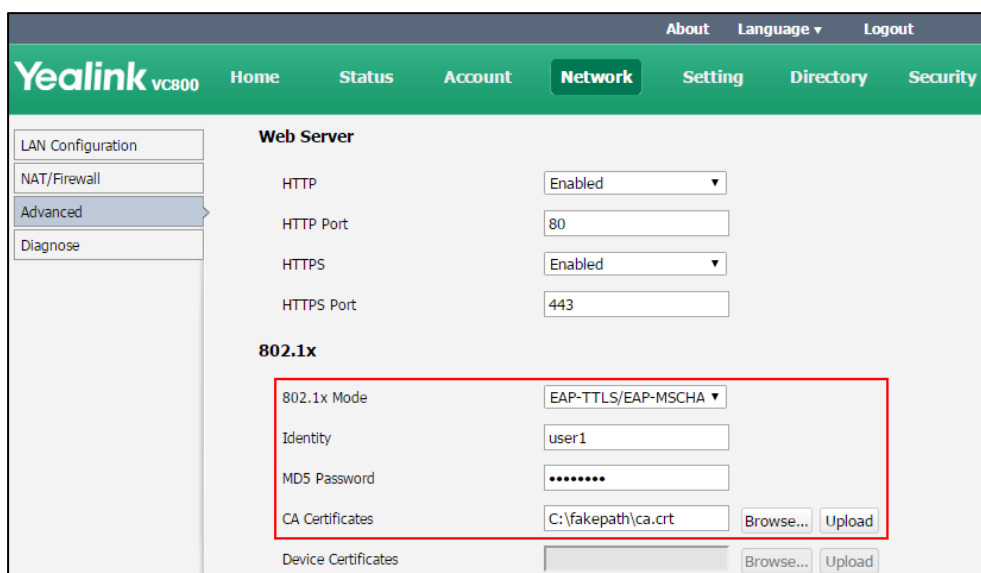 About Language ▾ Logout
Yealink VC800 Home Status Account Network Setting Directory Security
LAN Configuration
NAT/Firewall
Advanced
Diagnose
Web Server
HTTP Enabled
HTTP Port 80
HTTPS Enabled
HTTPS Port 443
802.1x
802.1x Mode EAP-TTLS/EAP-MSCHA
Identity user1
MD5 Password ••••••••
CA Certificates C:\fakepath\ca.crt Browse... Upload
Device Certificates Browse... Upload